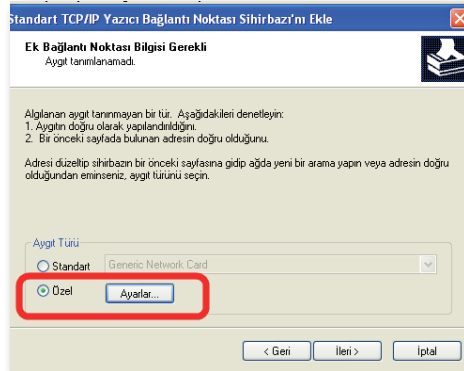 Standart TCP/IP Yazıcı Bağlantı Noktası Sihirbazı'nı Ekle
Ek Bağlantı Noktası Bilgisi Gerekli
Aygıt tanımlanamadı.
Algılanan aygıt tanınmayan bir tür. Aşağıdakileri denetleyin:
1. Aygıtın doğru olarak yapılandırıldığını.
2. Bir önceki sayfada bulunan adresin doğru olduğunu.
Adresi düzeltip sihirbazın bir önceki sayfasına gidip ağda yeni bir arama yapın veya adresin doğru
olduğundan eminseniz, aygıt türünü seçin.
Aygıt Türü
Standart Generic Network Card
Özel Ayarlar...
< Geri İleri > İptal